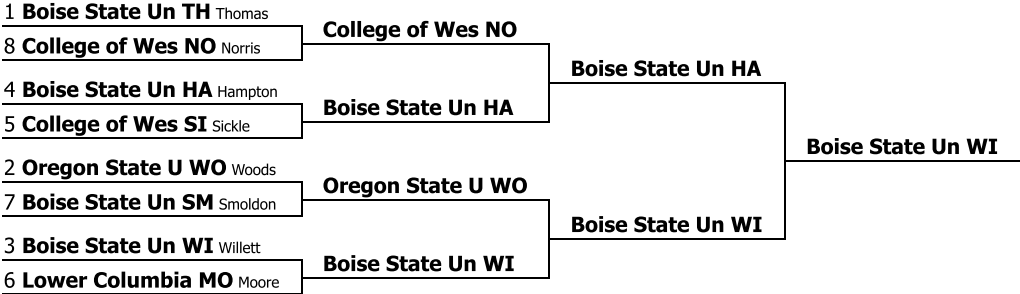 1 Boise State Un TH Thomas
8 College of Wes NO Norris
College of Wes NO
4 Boise State Un HA Hampton
5 College of Wes SI Sickle
Boise State Un HA
Boise State Un HA
2 Oregon State U WO Woods
7 Boise State Un SM Smoldon
Oregon State U WO
3 Boise State Un WI Willett
6 Lower Columbia MO Moore
Boise State Un WI
Boise State Un WI
Boise State Un WI